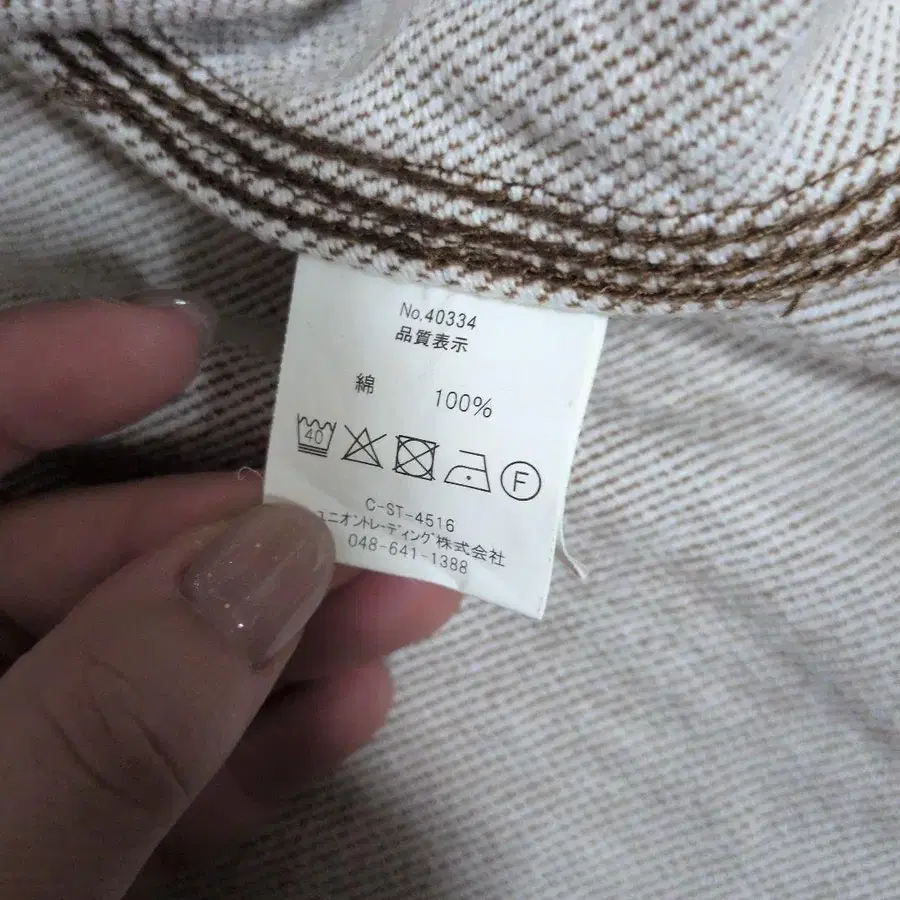 No.40334
品質表示
綿 100%
40 F
C-ST-4516
ユニオントレーディング株式会社
048-641-1388